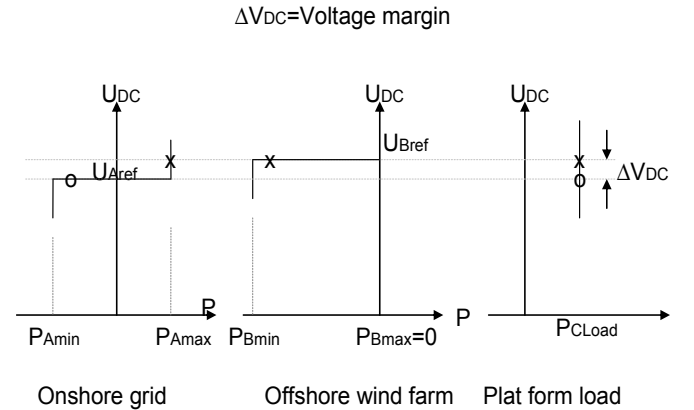 ΔVDC=Voltage margin
UDC
UDC
UDC
UBref
x
x
x
o
UAref
o
ΔVDC
P
P
PAmin
PAmax
PBmin
PBmax=0
PCLoad
Onshore grid
Offshore wind farm
Plat form load